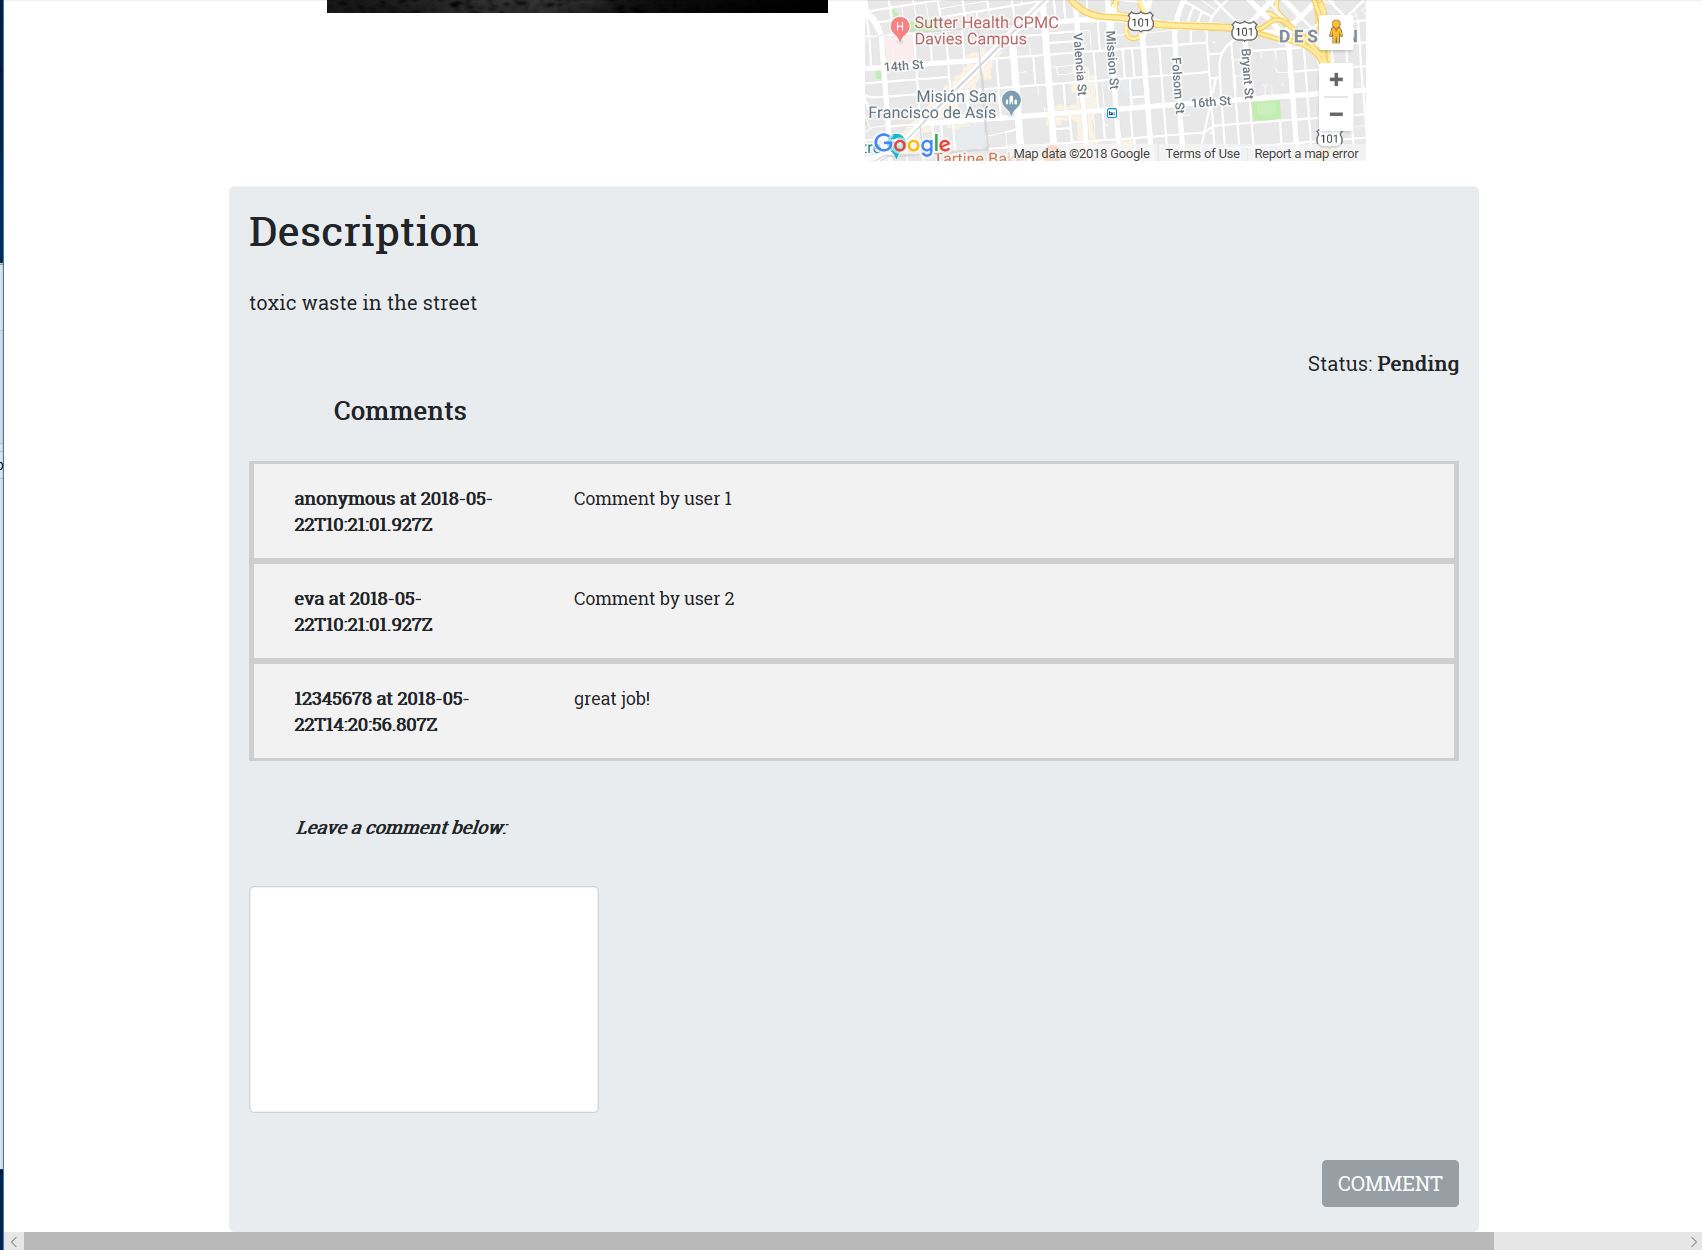 Sutter Health CPMC
Davies Campus
101
101
Valencia St
Mission St
14th St
Folsom St
Bryant St
16th St
Misión San
Francisco de Asís
101
Google
Tartine
Map data ©2018 Google
Terms of Use
Report a map error
Description
toxic waste in the street
Status: Pending
Comments
anonymous at 2018-05-
22T10:21:01.927Z
Comment by user 1
eva at 2018-05-
22T10:21:01.927Z
Comment by user 2
12345678 at 2018-05-
22T14:20:56.807Z
great job!
Leave a comment below:
COMMENT